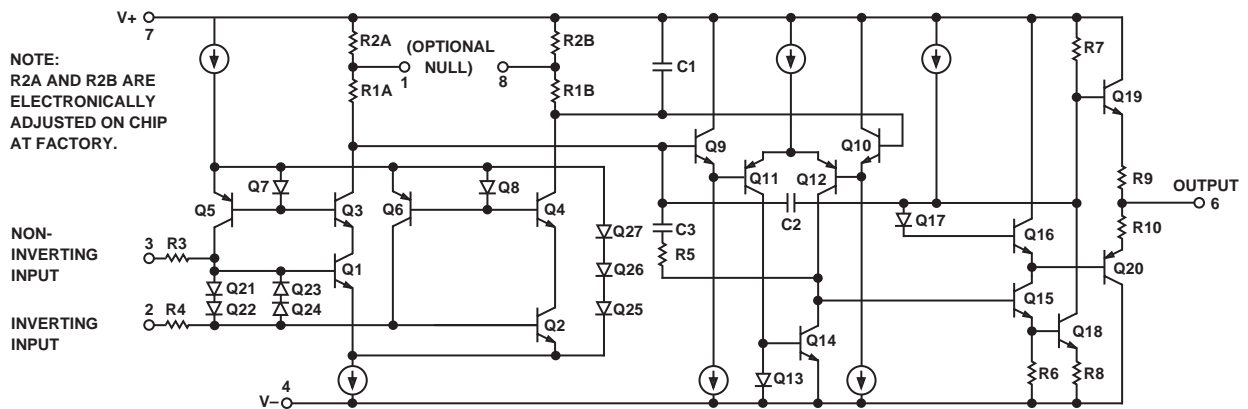 V+
7
NOTE:
R2A AND R2B ARE
ELECTRONICALLY
ADJUSTED ON CHIP
AT FACTORY.
R2A
(OPTIONAL
NULL)
R2B
1
8
R1A
R1B
C1
R7
Q19
Q9
Q10
Q11
Q12
Q7
Q8
Q5
Q3
Q6
Q4
R9
OUTPUT
6
R10
C2
Q17
C3
Q16
NON-
INVERTING
INPUT
3
R3
Q27
R5
Q20
Q1
Q26
Q21
Q23
Q22
Q24
Q25
Q15
INVERTING
INPUT
2
R4
Q2
Q14
Q18
Q13
R6
R8
V–
4